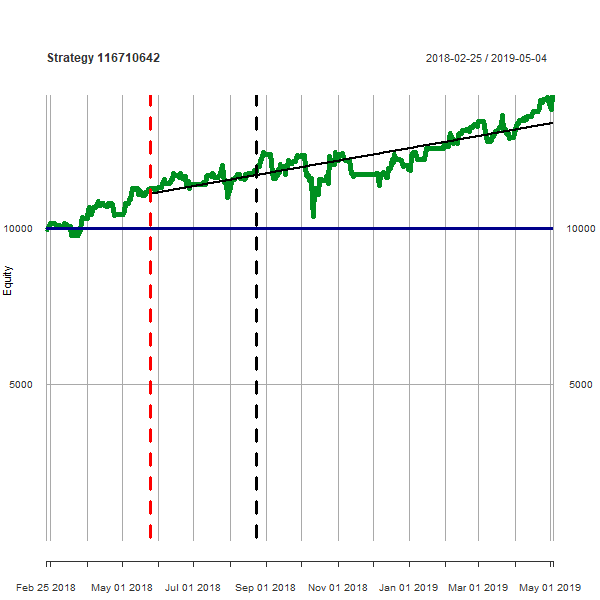 Strategy 116710642
2018-02-25 / 2019-05-04
10000
10000
Equity
5000
5000
Feb 25 2018
May 01 2018
Jul 01 2018
Sep 01 2018
Nov 01 2018
Jan 01 2019
Mar 01 2019
May 01 2019